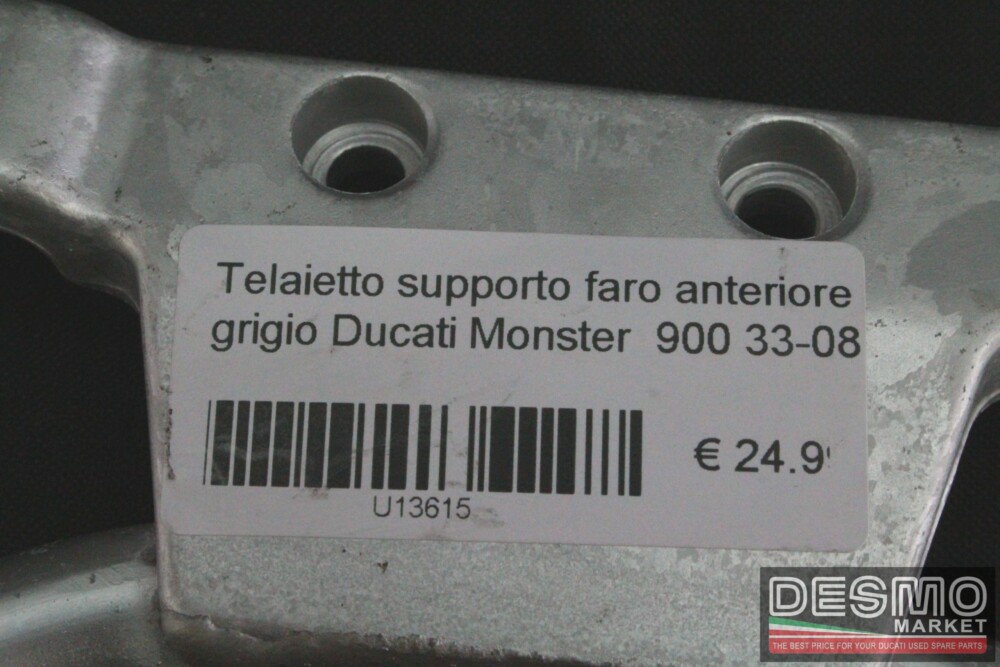 Telaietto supporto faro anteriore
grigio Ducati Monster 900 33-08
€ 24.9
U13615
DESMO
MARKET
THE BEST PRICE FOR YOUR DUCATI USED SPARE PARTS